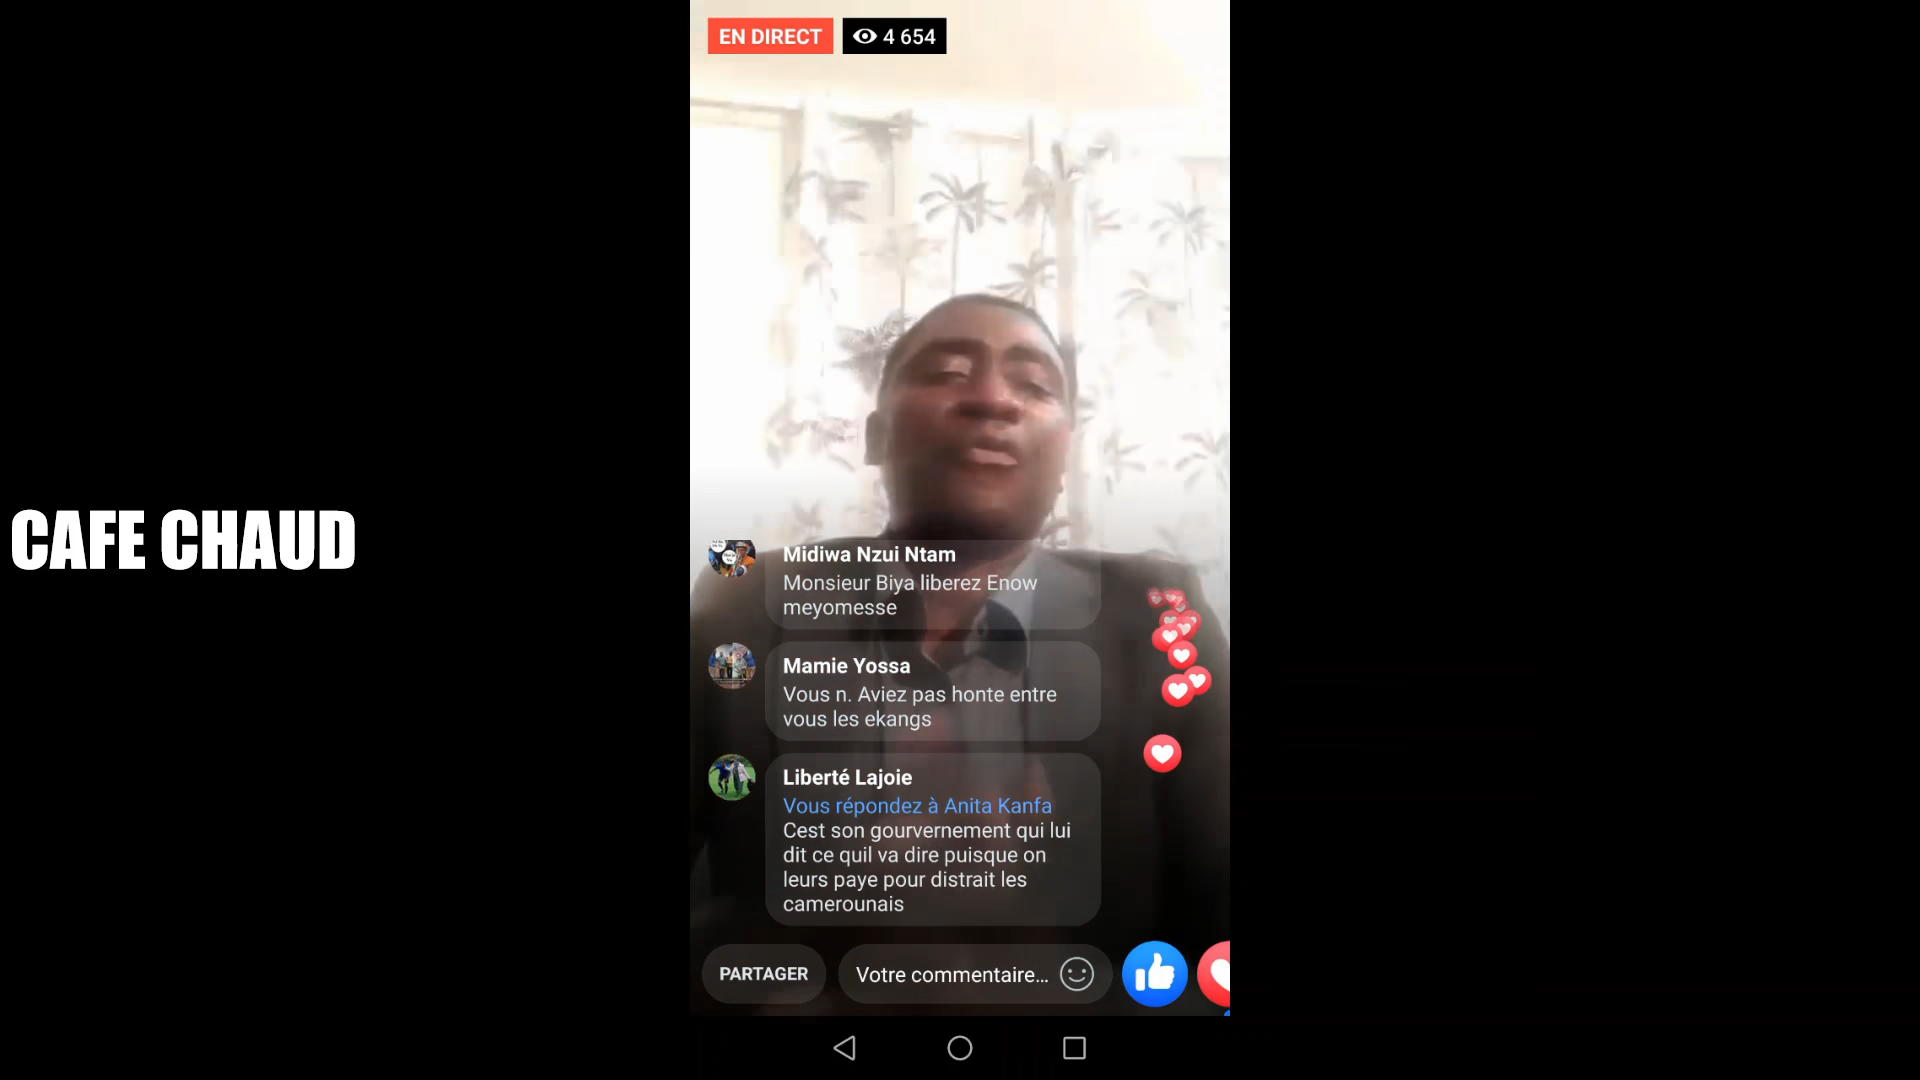 EN DIRECT
4 654
CAFE CHAUD
Midiwa Nzui Ntam
Monsieur Biya liberez Enow
meyomesse
Mamie Yossa
Vous n. Aviez pas honte entre
vous les ekangs
Liberté Lajoie
Vous répondez à Anita Kanfa
Cest son gourvernement qui lui
dit ce quil va dire puisque on
leurs paye pour distrait les
camerounais
PARTAGER
Votre commentaire...